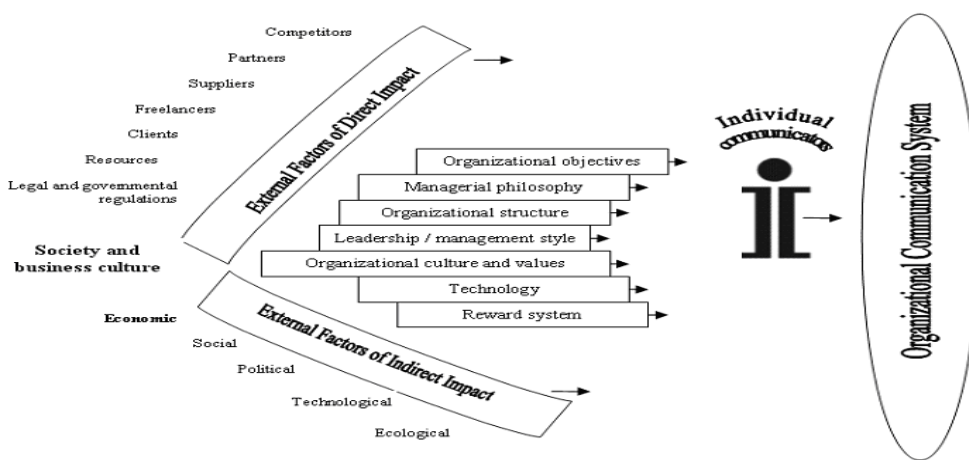 Competitors
Partners
Suppliers
Freelancers
Clients
Resources
Legal and governmental
regulations
Society and
business culture
Economic
Social
Political
Technological
Ecological
External Factors of Direct Impact
External Factors of Indirect Impact
Organizational objectives
Managerial philosophy
Organizational structure
Leadership / management style
Organizational culture and values
Technology
Reward system
Individual
communicators
Organizational Communication System